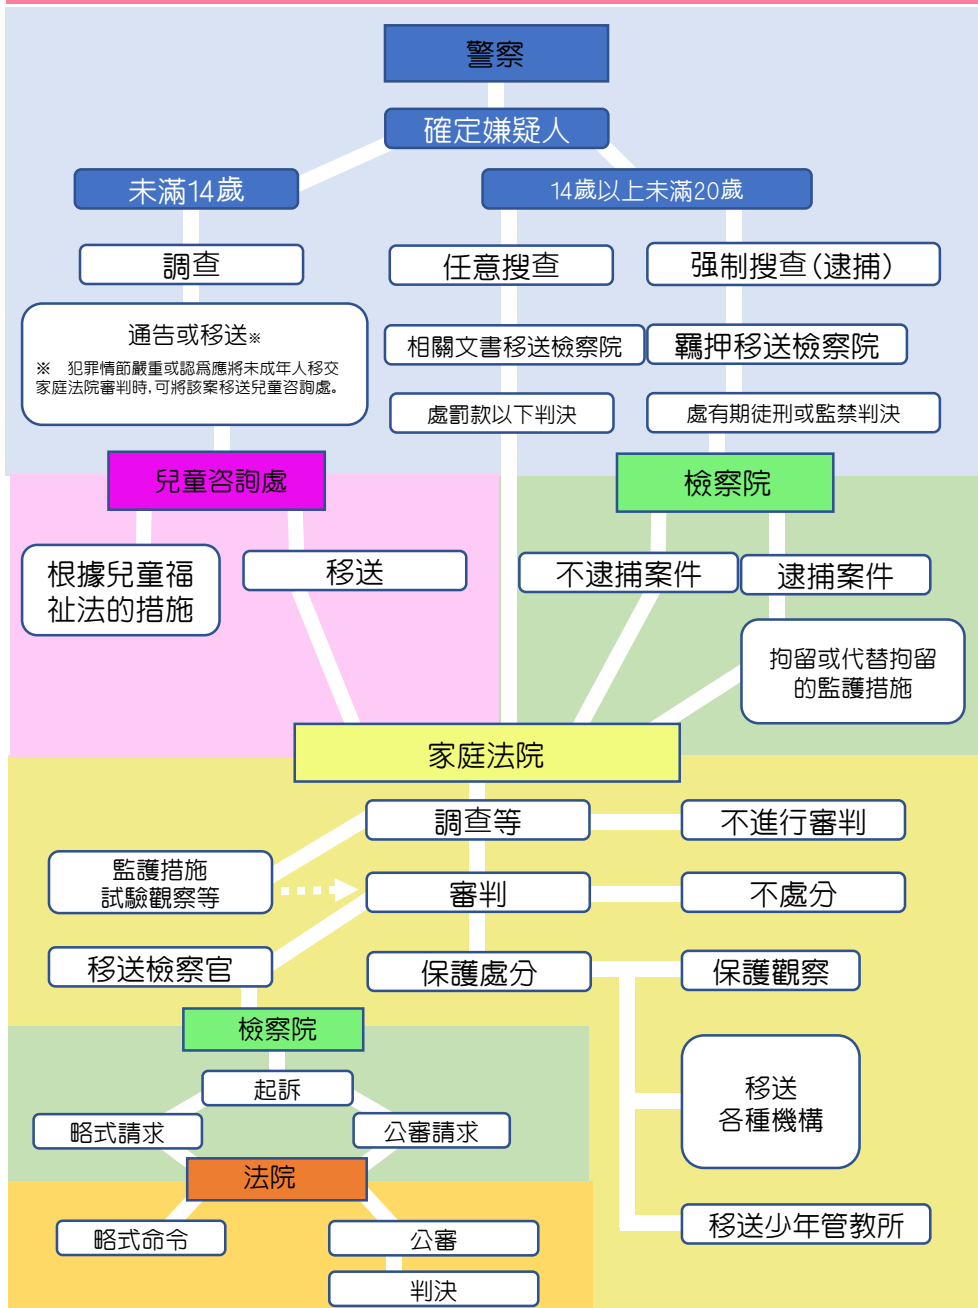 警察
確定嫌疑人
未滿14歲
14歲以上未滿20歲
調查
任意搜查
强制搜查(逮捕)
通告或移送※
※ 犯罪情節嚴重或認爲應將未成年人移交
家庭法院審判時,可將該案移送兒童咨詢處。
相關文書移送檢察院
羈押移送檢察院
處罰款以下判決
處有期徒刑或監禁判決
兒童咨詢處
檢察院
根據兒童福
祉法的措施
移送
不逮捕案件
逮捕案件
拘留或代替拘留
的監護措施
家庭法院
調查等
不進行審判
監護措施
試驗觀察等
審判
不處分
移送檢察官
保護處分
保護觀察
檢察院
起訴
移送
各種機構
略式請求
公審請求
法院
移送少年管教所
略式命令
公審
判決